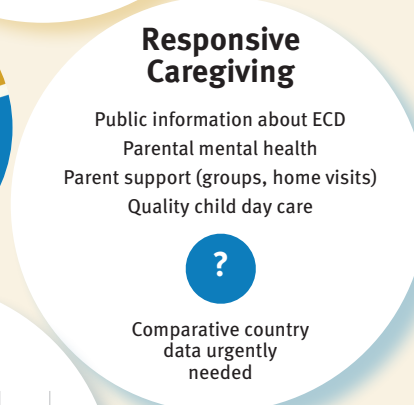 Responsive
Caregiving
Public information about ECD
Parental mental health
Parent support (groups, home visits)
Quality child day care
?
Comparative country
data urgently
needed